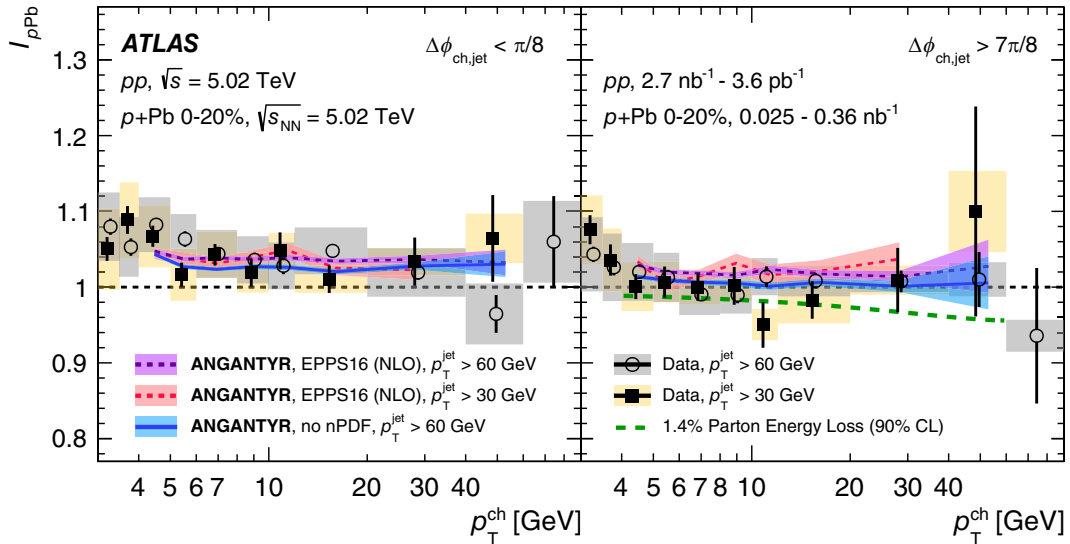 I_pPb
1.3
1.2
1.1
1
0.9
0.8
ATLAS
Δϕ_ch,jet < π/8
pp, √s = 5.02 TeV
p+Pb 0-20%, √s_NN = 5.02 TeV
ANGANTYR, EPPS16 (NLO), p_T^jet > 60 GeV
ANGANTYR, EPPS16 (NLO), p_T^jet > 30 GeV
ANGANTYR, no nPDF, p_T^jet > 60 GeV
4 5 6 7 10 20 30 40
p_T^ch [GeV]
Δϕ_ch,jet > 7π/8
pp, 2.7 nb⁻¹ - 3.6 pb⁻¹
p+Pb 0-20%, 0.025 - 0.36 nb⁻¹
Data, p_T^jet > 60 GeV
Data, p_T^jet > 30 GeV
1.4% Parton Energy Loss (90% CL)
4 5 6 7 8 10 20 30 40
p_T^ch [GeV]